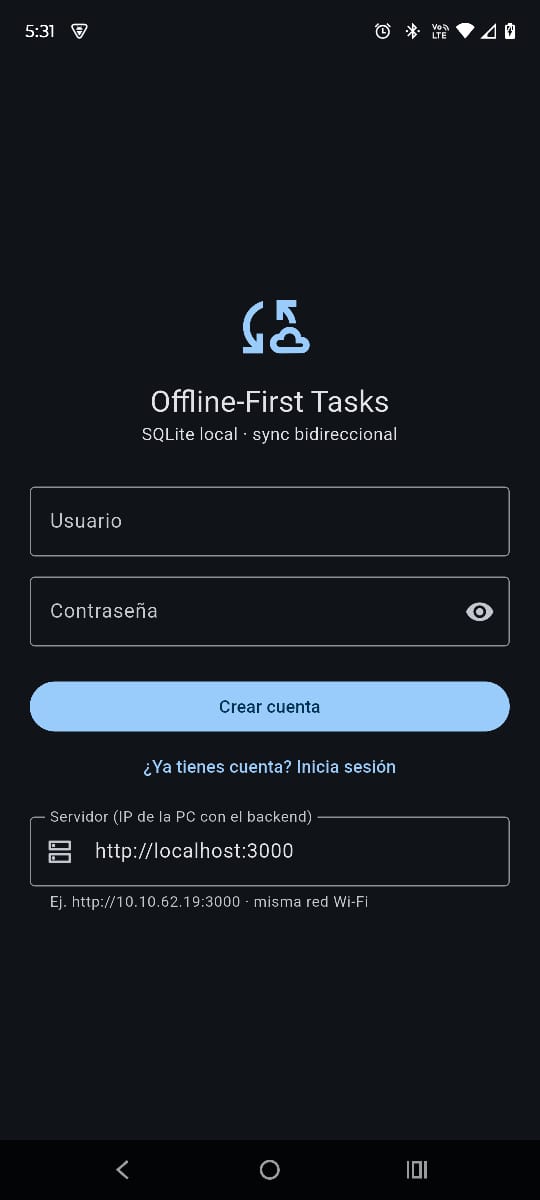 5:31
Vo LTE
Offline-First Tasks
SQLite local · sync bidireccional
Usuario
Contraseña
Crear cuenta
¿Ya tienes cuenta? Inicia sesión
Servidor (IP de la PC con el backend)
http://localhost:3000
Ej. http://10.10.62.19:3000 · misma red Wi-Fi